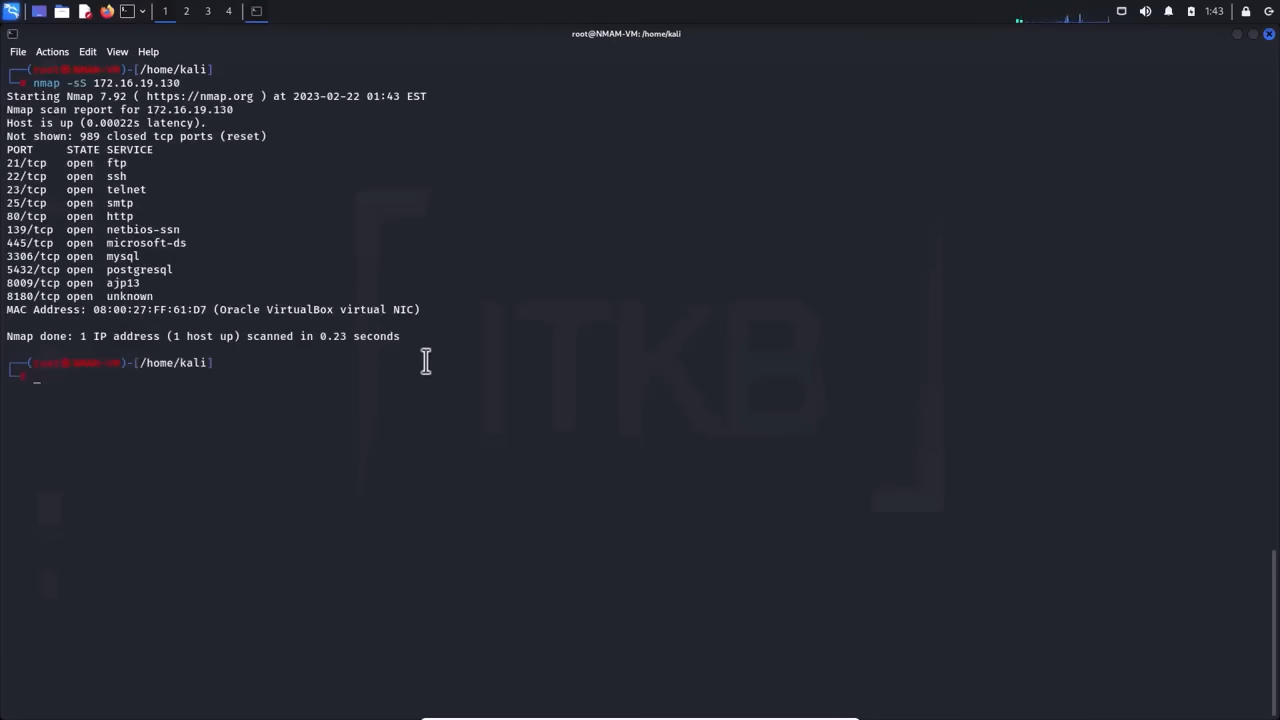 1 2 3 4 1:43
root@NMAM-VM: /home/kali
File Actions Edit View Help
[/home/kali]
nmap -sS 172.16.19.130
Starting Nmap 7.92 ( https://nmap.org ) at 2023-02-22 01:43 EST
Nmap scan report for 172.16.19.130
Host is up (0.00022s latency).
Not shown: 989 closed tcp ports (reset)
PORT STATE SERVICE
21/tcp open ftp
22/tcp open ssh
23/tcp open telnet
25/tcp open smtp
80/tcp open http
139/tcp open netbios-ssn
445/tcp open microsoft-ds
3306/tcp open mysql
5432/tcp open postgresql
8009/tcp open ajp13
8180/tcp open unknown
MAC Address: 08:00:27:FF:61:D7 (Oracle VirtualBox virtual NIC)
Nmap done: 1 IP address (1 host up) scanned in 0.23 seconds
[/home/kali]
ITKB